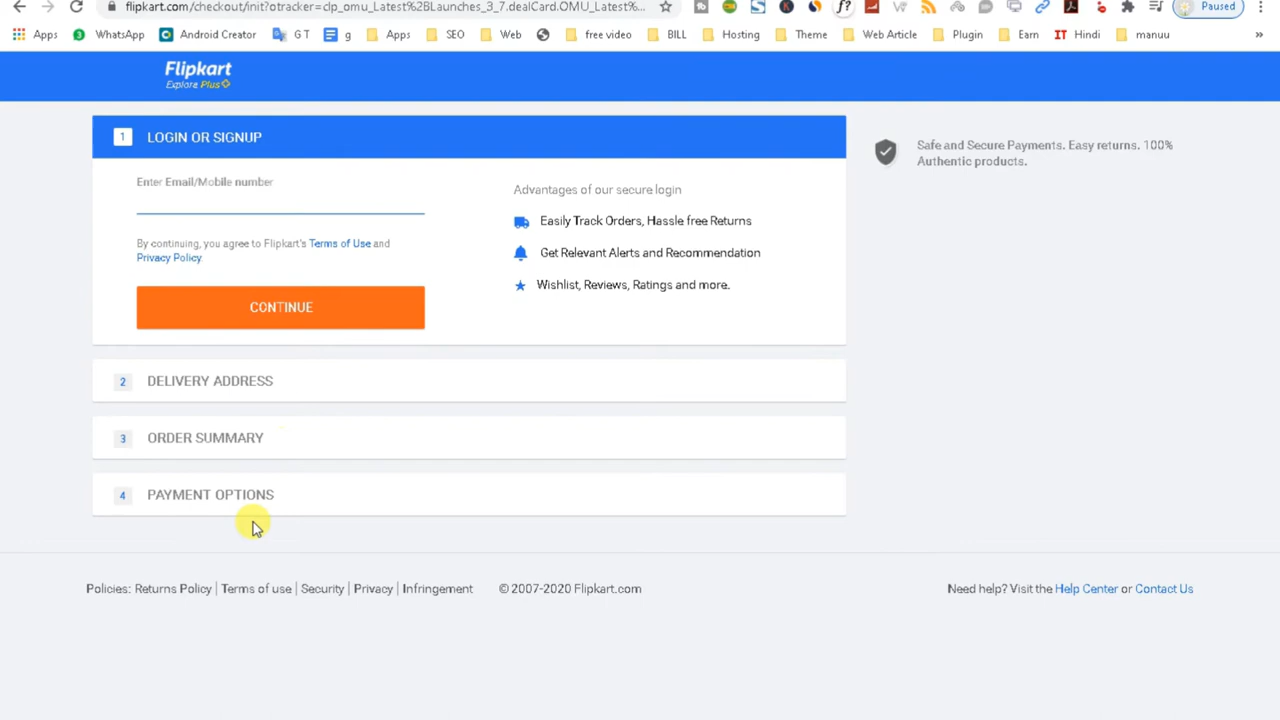 flipkart.com/checkout/init?otracker=clp_omu_Latest%2BLaunches_3_7.dealCard.OMU_Latest%...
Paused
Apps WhatsApp Android Creator G T g Apps SEO Web free video BILL Hosting Theme Web Article Plugin Earn IT Hindi manuu »
Flipkart
Explore Plus
1 LOGIN OR SIGNUP
Enter Email/Mobile number
By continuing, you agree to Flipkart's Terms of Use and
Privacy Policy.
CONTINUE
Advantages of our secure login
Easily Track Orders, Hassle free Returns
Get Relevant Alerts and Recommendation
Wishlist, Reviews, Ratings and more.
Safe and Secure Payments. Easy returns. 100%
Authentic products.
2 DELIVERY ADDRESS
3 ORDER SUMMARY
4 PAYMENT OPTIONS
Policies: Returns Policy | Terms of use | Security | Privacy | Infringement © 2007-2020 Flipkart.com Need help? Visit the Help Center or Contact Us